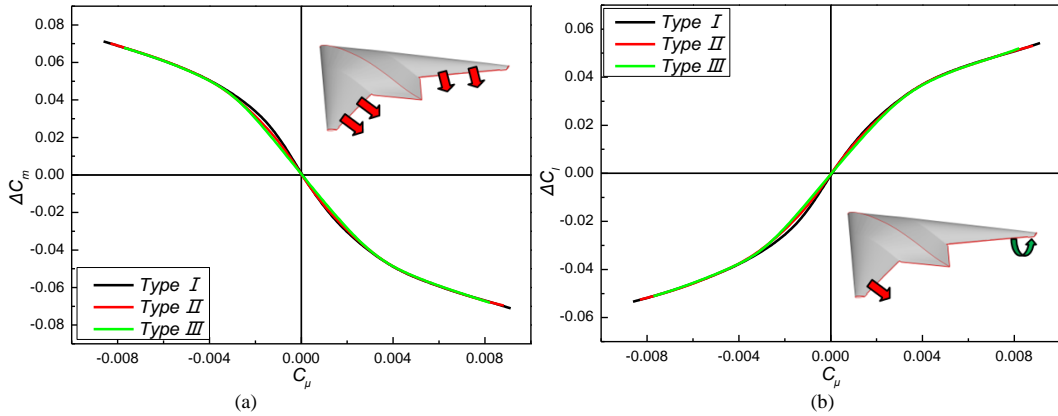 (a)
ΔC_m
0.08
0.06
0.04
0.02
0.00
-0.02
-0.04
-0.06
-0.08
Type Ⅰ
Type Ⅱ
Type Ⅲ
-0.008 -0.004 0.000 0.004 0.008
C_μ
(a)
(b)
Type Ⅰ
Type Ⅱ
Type Ⅲ
ΔC_l
0.06
0.04
0.02
0.00
-0.02
-0.04
-0.06
-0.008 -0.004 0.000 0.004 0.008
C_μ
(b)